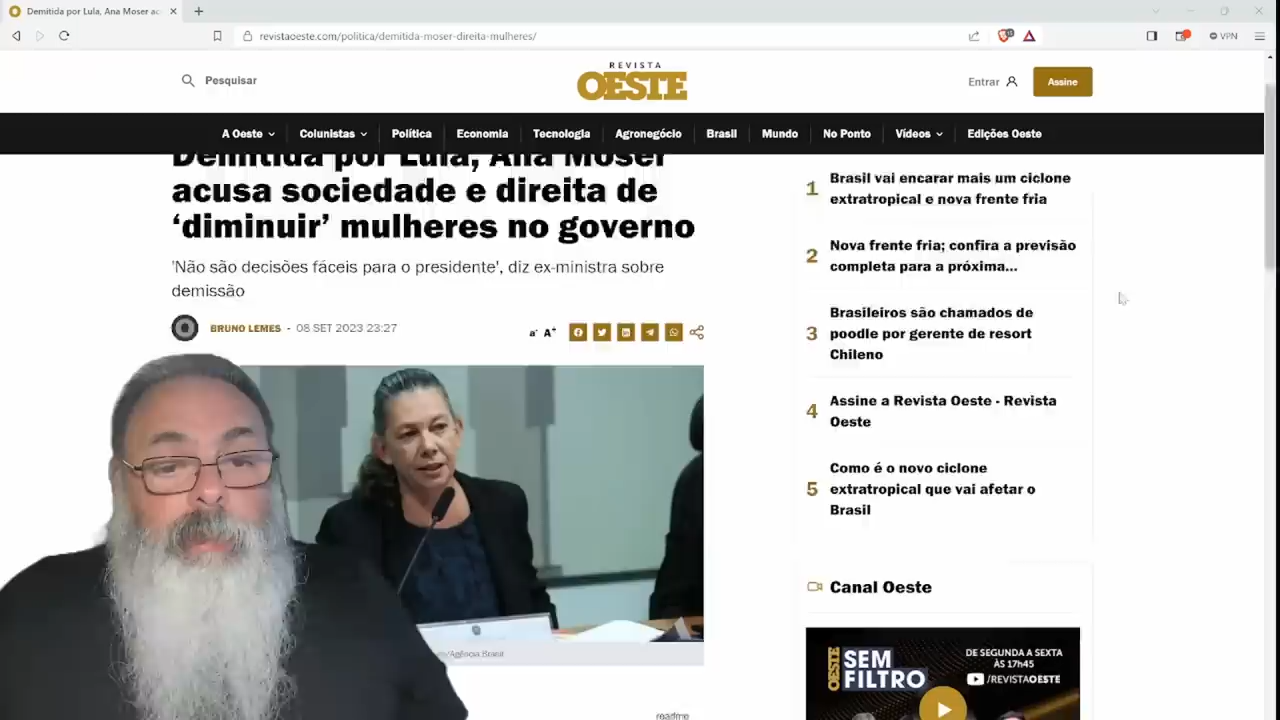 Demitida por Lula, Ana Moser ac
revistaoeste.com/politica/demitida-moser-direita-mulheres/
VPN
Pesquisar
REVISTA
OESTE
Entrar
Assine
A Oeste
Colunistas
Política
Economia
Tecnologia
Agronegócio
Brasil
Mundo
No Ponto
Vídeos
Edições Oeste
Demitida por Lula, Ana Moser
acusa sociedade e direita de
‘diminuir’ mulheres no governo
'Não são decisões fáceis para o presidente', diz ex-ministra sobre
demissão
BRUNO LEMES - 08 SET 2023 23:27
a- A+
/Agência Brasil
readme
1 Brasil vai encarar mais um ciclone
extratropical e nova frente fria
2 Nova frente fria; confira a previsão
completa para a próxima...
3 Brasileiros são chamados de
poodle por gerente de resort
Chileno
4 Assine a Revista Oeste - Revista
Oeste
5 Como é o novo ciclone
extratropical que vai afetar o
Brasil
Canal Oeste
OESTE
SEM
FILTRO
DE SEGUNDA A SEXTA
ÀS 17h45
/REVISTAOESTE